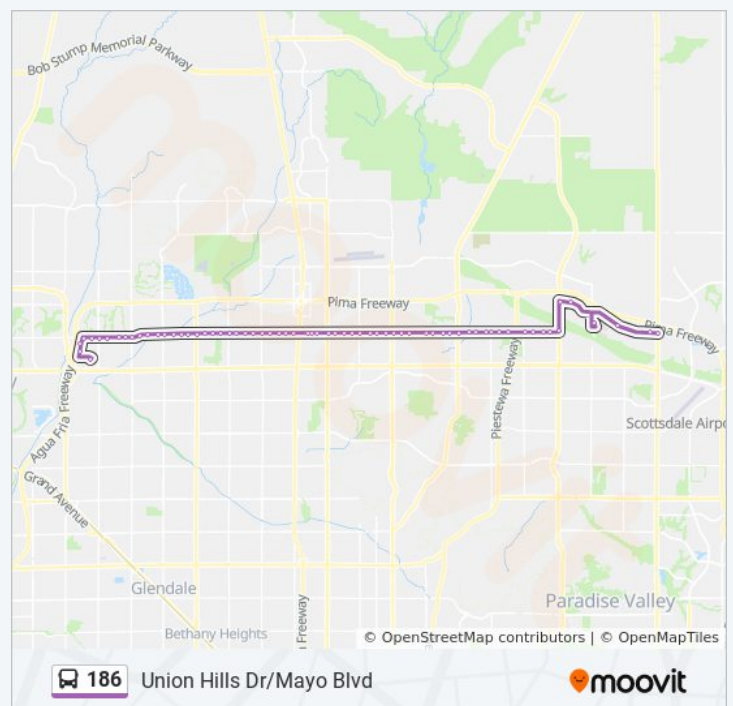 Bob Stump Memorial Parkway
Pima Freeway
Pima Freeway
Agua Fria Freeway
Piestewa Freeway
Scottsdale Airp
Grand Avenue
Glendale
Paradise Valley
Bethany Heights
Freeway
© OpenStreetMap contributors | © OpenMapTiles
186 Union Hills Dr/Mayo Blvd
moovit